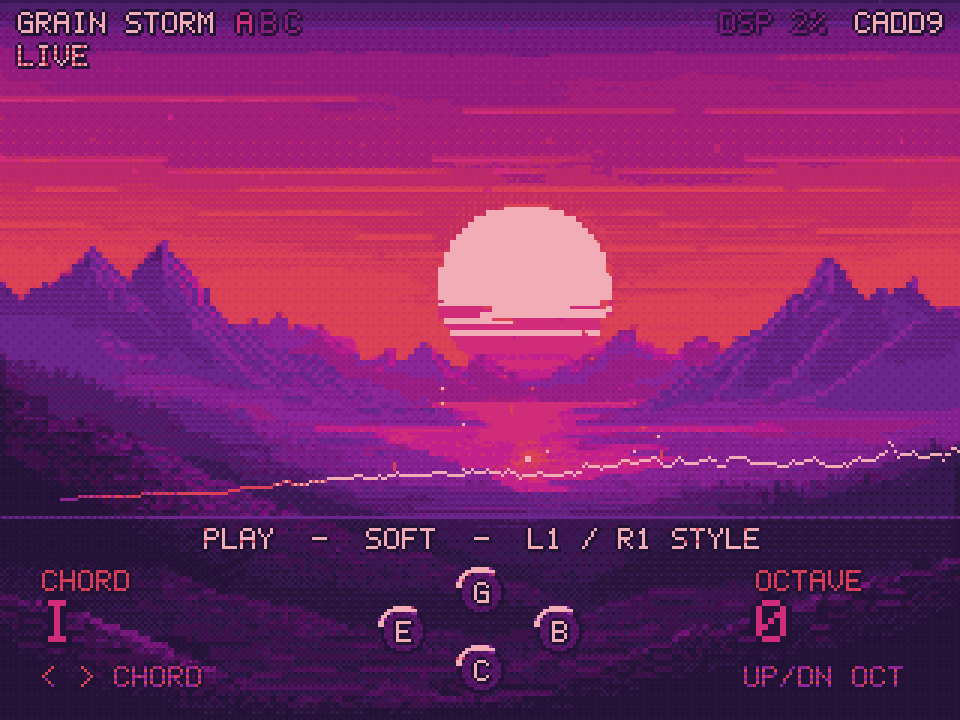 GRAIN STORM ABC
DSP 2% CADD9
LIVE
PLAY - SOFT - L1 / R1 STYLE
CHORD
I
< > CHORD
G
E
B
C
OCTAVE
0
UP/DN OCT